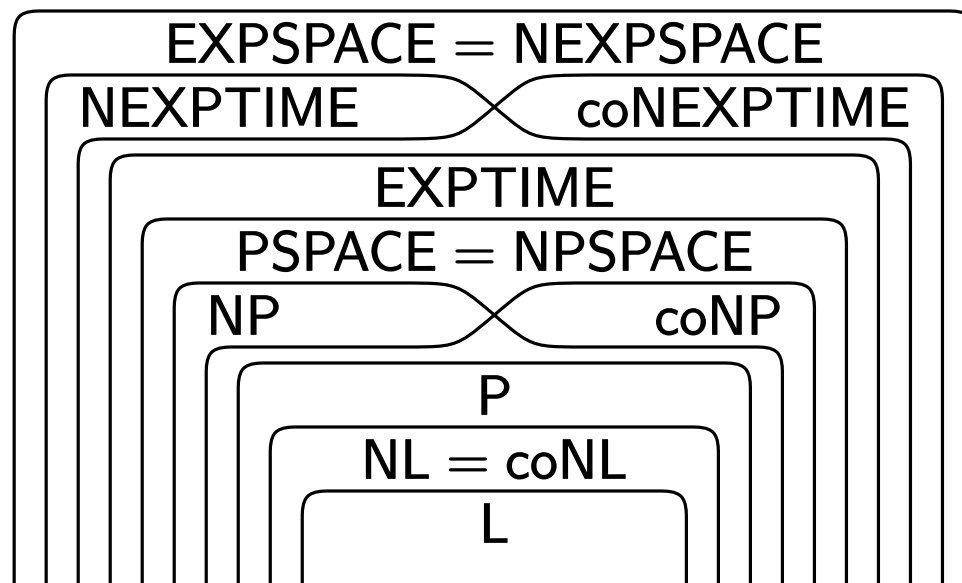 EXPSPACE = NEXPSPACE
NEXPTIME coNEXPTIME
EXPTIME
PSPACE = NPSPACE
NP coNP
P
NL = coNL
L